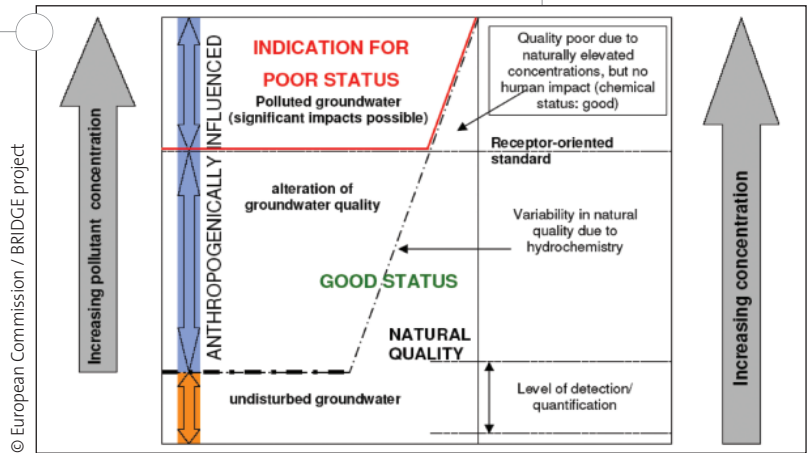 © European Commission / BRIDGE project
Increasing pollutant concentration
ANTHROPOGENICALLY INFLUENCED
INDICATION FOR
POOR STATUS
Polluted groundwater
(significant impacts possible)
alteration of
groundwater quality
GOOD STATUS
NATURAL
QUALITY
undisturbed groundwater
Quality poor due to
naturally elevated
concentrations, but no
human impact (chemical
status: good)
Receptor-oriented
standard
Variability in natural
quality due to
hydrochemistry
Level of detection/
quantification
Increasing concentration